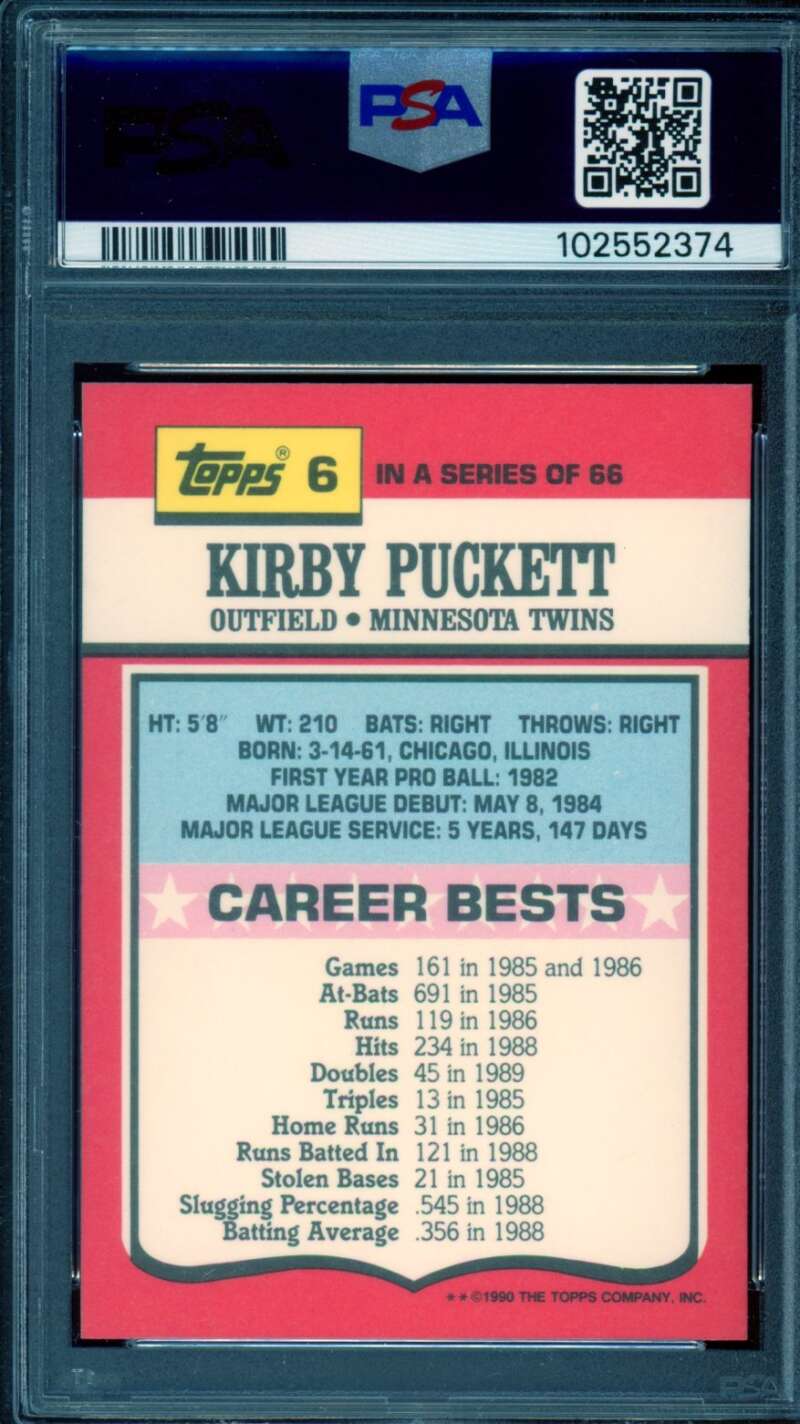 PSA
PSA
102552374
Topps® 6 IN A SERIES OF 66
KIRBY PUCKETT
OUTFIELD • MINNESOTA TWINS
HT: 5'8" WT: 210 BATS: RIGHT THROWS: RIGHT
BORN: 3-14-61, CHICAGO, ILLINOIS
FIRST YEAR PRO BALL: 1982
MAJOR LEAGUE DEBUT: MAY 8, 1984
MAJOR LEAGUE SERVICE: 5 YEARS, 147 DAYS
CAREER BESTS
Games 161 in 1985 and 1986
At-Bats 691 in 1985
Runs 119 in 1986
Hits 234 in 1988
Doubles 45 in 1989
Triples 13 in 1985
Home Runs 31 in 1986
Runs Batted In 121 in 1988
Stolen Bases 21 in 1985
Slugging Percentage .545 in 1988
Batting Average .356 in 1988
**©1990 THE TOPPS COMPANY, INC.
PSA